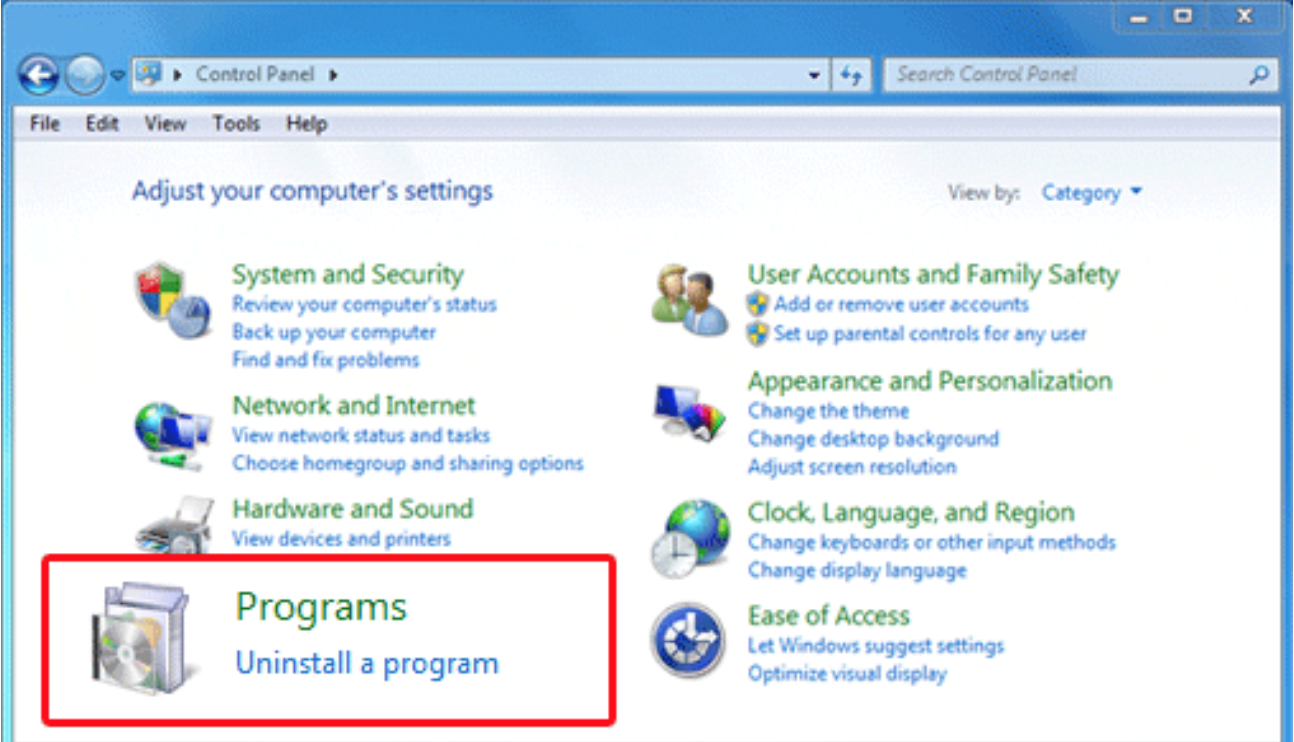 Control Panel
Search Control Panel
File Edit View Tools Help
Adjust your computer's settings
View by: Category
System and Security
Review your computer's status
Back up your computer
Find and fix problems
Network and Internet
View network status and tasks
Choose homegroup and sharing options
Hardware and Sound
View devices and printers
Programs
Uninstall a program
User Accounts and Family Safety
Add or remove user accounts
Set up parental controls for any user
Appearance and Personalization
Change the theme
Change desktop background
Adjust screen resolution
Clock, Language, and Region
Change keyboards or other input methods
Change display language
Ease of Access
Let Windows suggest settings
Optimize visual display